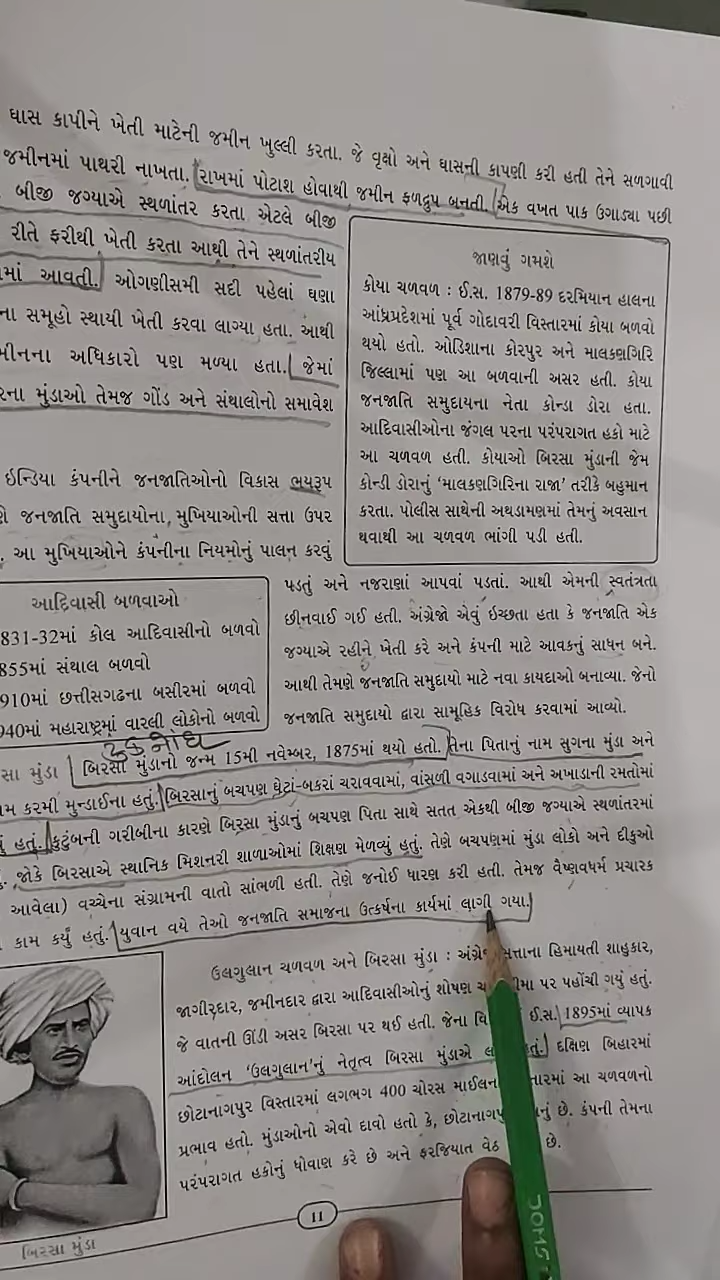 ઘાસ કાપીને ખેતી માટેની જમીન ખુલ્લી કરતા. જે વૃક્ષો અને ઘાસની કાપણી કરી હતી તેને સળગાવી
જમીનમાં પાથરી નાખતા. રાખમાં પોટાશ હોવાથી જમીન ફળદ્રુપ બનતી. એક વખત પાક ઉગાડ્યા પછી
બીજી જગ્યાએ સ્થળાંતર કરતા એટલે બીજી
રીતે ફરીથી ખેતી કરતા આથી તેને સ્થળાંતરીય
માં આવતી. ઓગણીસમી સદી પહેલાં ઘણા
ના સમૂહો સ્થાયી ખેતી કરવા લાગ્યા હતા. આથી
મીનના અધિકારો પણ મળ્યા હતા. જેમાં
રના મુંડાઓ તેમજ ગોંડ અને સંથાલોનો સમાવેશ
જાણવું ગમશે
કોયા ચળવળ : ઈ.સ. 1879-89 દરમિયાન હાલના
આંધ્રપ્રદેશમાં પૂર્વ ગોદાવરી વિસ્તારમાં કોયા બળવો
થયો હતો. ઓડિશાના કોરપુર અને માલકણગિરિ
જિલ્લામાં પણ આ બળવાની અસર હતી. કોયા
જનજાતિ સમુદાયના નેતા કોન્ડા ડોરા હતા.
આદિવાસીઓના જંગલ પરના પરંપરાગત હકો માટે
આ ચળવળ હતી. કોયાઓ બિરસા મુંડાની જેમ
કોન્ડી ડોરાનું ‘માલકણગિરિના રાજા’ તરીકે બહુમાન
કરતા. પોલીસ સાથેની અથડામણમાં તેમનું અવસાન
થવાથી આ ચળવળ ભાંગી પડી હતી.
ઇન્ડિયા કંપનીને જનજાતિઓનો વિકાસ ભયરૂપ
જનજાતિ સમુદાયોના, મુખિયાઓની સત્તા ઉપર
. આ મુખિયાઓને કંપનીના નિયમોનું પાલન કરવું
પડતું અને નજરાણાં આપવાં પડતાં. આથી એમની સ્વતંત્રતા
છીનવાઈ ગઈ હતી. અંગ્રેજો એવું ઇચ્છતા હતા કે જનજાતિ એક
જગ્યાએ રહીને ખેતી કરે અને કંપની માટે આવકનું સાધન બને.
આથી તેમણે જનજાતિ સમુદાયો માટે નવા કાયદાઓ બનાવ્યા. જેનો
જનજાતિ સમુદાયો દ્વારા સામૂહિક વિરોધ કરવામાં આવ્યો.
આદિવાસી બળવાઓ
831-32માં કોલ આદિવાસીનો બળવો
855માં સંથાલ બળવો
910માં છત્તીસગઢના બસીરમાં બળવો
940માં મહારાષ્ટ્રમાં વારલી લોકોનો બળવો
ટુંક નોંધ
સા મુંડા બિરસા મુંડાનો જન્મ 15મી નવેમ્બર, 1875માં થયો હતો. તેના પિતાનું નામ સુગના મુંડા અને
મ કરમી મુન્ડાઈના હતું. બિરસાનું બચપણ ઘેટાં-બકરાં ચરાવવામાં, વાંસળી વગાડવામાં અને અખાડાની રમતોમાં
હતું. કુટુંબની ગરીબીના કારણે બિરસા મુંડાનું બચપણ પિતા સાથે સતત એકથી બીજી જગ્યાએ સ્થળાંતરમાં
. જોકે બિરસાએ સ્થાનિક મિશનરી શાળાઓમાં શિક્ષણ મેળવ્યું હતું. તેણે બચપણમાં મુંડા લોકો અને દીકુઓ
આવેલા) વચ્ચેના સંગ્રામની વાતો સાંભળી હતી. તેણે જનોઈ ધારણ કરી હતી. તેમજ વૈષ્ણવધર્મ પ્રચારક
કામ કર્યું હતું. યુવાન વયે તેઓ જનજાતિ સમાજના ઉત્કર્ષના કાર્યમાં લાગી ગયા.
ઉલગુલાન ચળવળ અને બિરસા મુંડા : અંગ્રે ત્તાના હિમાયતી શાહુકાર,
જાગીરદાર, જમીનદાર દ્વારા આદિવાસીઓનું શોષણ ચ ીમા પર પહોંચી ગયું હતું.
જે વાતની ઊંડી અસર બિરસા પર થઈ હતી. જેના વિ ઈ.સ. 1895માં વ્યાપક
આંદોલન ‘ઉલગુલાન’નું નેતૃત્વ બિરસા મુંડાએ લ હતું. દક્ષિણ બિહારમાં
છોટાનાગપુર વિસ્તારમાં લગભગ 400 ચોરસ માઈલન તારમાં આ ચળવળનો
પ્રભાવ હતો. મુંડાઓનો એવો દાવો હતો કે, છોટાનાગપુ નું છે. કંપની તેમના
પરંપરાગત હકોનું ધોવાણ કરે છે અને ફરજિયાત વેઠ છે.
બિરસા મુંડા
11
DOMS